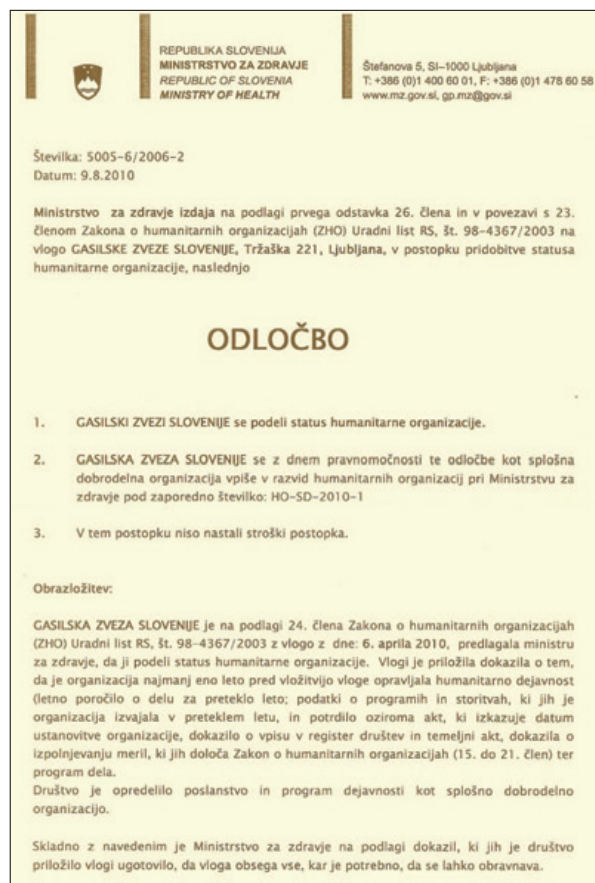 REPUBLIKA SLOVENIJA
MINISTRSTVO ZA ZDRAVJE
REPUBLIC OF SLOVENIA
MINISTRY OF HEALTH
Štefanova 5, SI-1000 Ljubljana
T: +386 (0)1 400 60 01, F: +386 (0)1 478 60 58
www.mz.gov.si, gp.mz@gov.si
Številka: 5005-6/2006-2
Datum: 9.8.2010
Ministrstvo za zdravje izdaja na podlagi prvega odstavka 26. člena in v povezavi s 23.
členom Zakona o humanitarnih organizacijah (ZHO) Uradni list RS, št. 98-4367/2003 na
vlogo GASILSKE ZVEZE SLOVENIJE, Tržaška 221, Ljubljana, v postopku pridobitve statusa
humanitarne organizacije, naslednjo
ODLOČBO
1. GASILSKI ZVEZI SLOVENIJE se podeli status humanitarne organizacije.
2. GASILSKA ZVEZA SLOVENIJE se z dnem pravnomočnosti te odločbe kot splošna
dobrodelna organizacija vpiše v razvid humanitarnih organizacij pri Ministrstvu za
zdravje pod zaporedno številko: HO-SD-2010-1
3. V tem postopku niso nastali stroški postopka.
Obrazložitev:
GASILSKA ZVEZA SLOVENIJE je na podlagi 24. člena Zakona o humanitarnih organizacijah
(ZHO) Uradni list RS, št. 98-4367/2003 z vlogo z dne: 6. aprila 2010, predlagala ministru
za zdravje, da ji podeli status humanitarne organizacije. Vlogi je priložila dokazila o tem,
da je organizacija najmanj eno leto pred vložitvijo vloge opravljala humanitarno dejavnost
(letno poročilo o delu za preteklo leto; podatki o programih in storitvah, ki jih je
organizacija izvajala v preteklem letu, in potrdilo oziroma akt, ki izkazuje datum
ustanovitve organizacije, dokazilo o vpisu v register društev in temeljni akt, dokazila o
izpolnjevanju meril, ki jih določa Zakon o humanitarnih organizacijah (15. do 21. člen) ter
program dela.
Društvo je opredelilo poslanstvo in program dejavnosti kot splošno dobrodelno
organizacijo.
Skladno z navedenim je Ministrstvo za zdravje na podlagi dokazil, ki jih je društvo
priložilo vlogi ugotovilo, da vloga obsega vse, kar je potrebno, da se lahko obravnava.